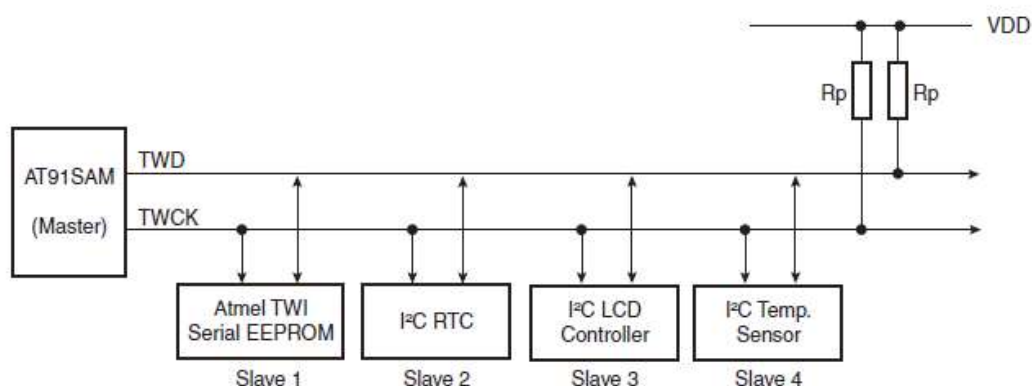 VDD
Rp
Rp
AT91SAM
(Master)
TWD
TWCK
Atmel TWI
Serial EEPROM
I²C RTC
I²C LCD
Controller
I²C Temp.
Sensor
Slave 1
Slave 2
Slave 3
Slave 4